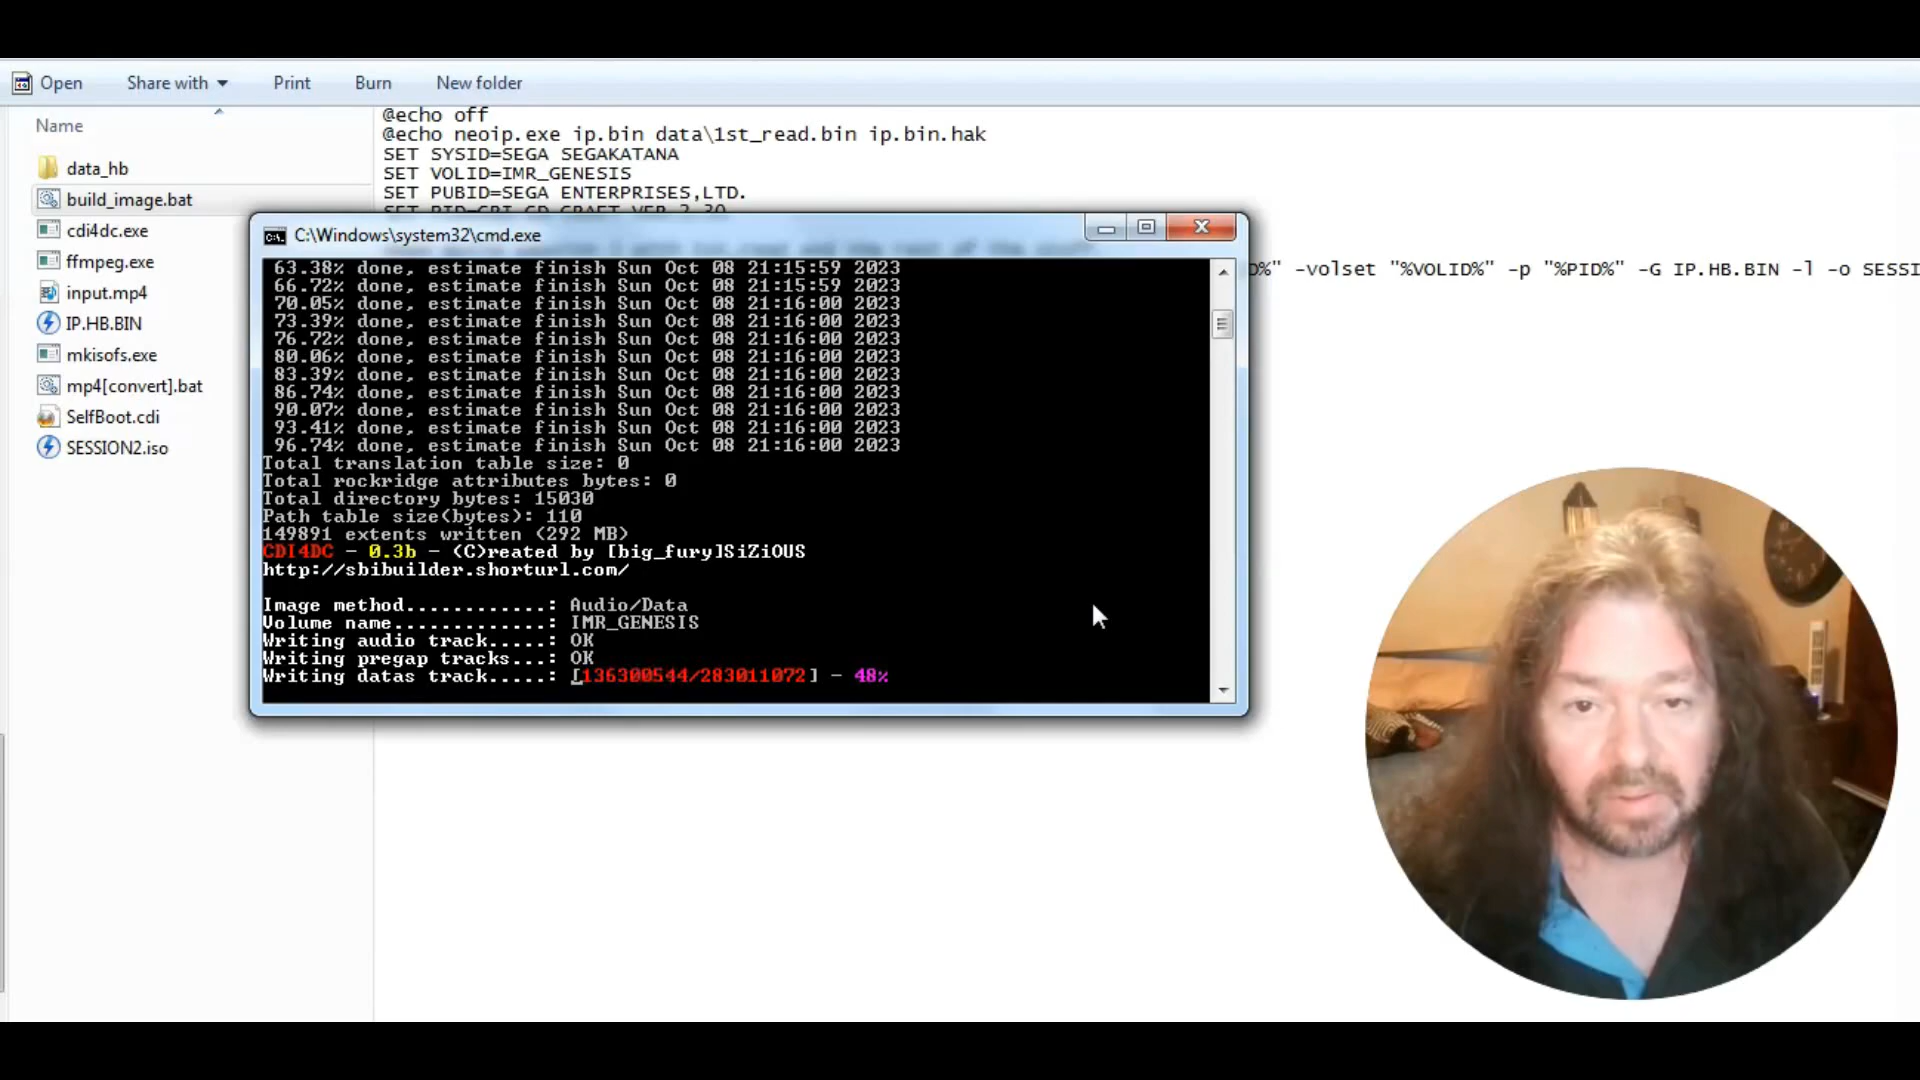 Open
Share with
Print
Burn
New folder
Name
data_hb
build_image.bat
cdi4dc.exe
ffmpeg.exe
input.mp4
IP.HB.BIN
mkisofs.exe
mp4[convert].bat
SelfBoot.cdi
SESSION2.iso
@echo off
@echo neoip.exe ip.bin data\1st_read.bin ip.bin.hak
SET SYSID=SEGA SEGAKATANA
SET VOLID=IMR_GENESIS
SET PUBID=SEGA ENTERPRISES,LTD.
%" -volset "%VOLID%" -p "%PID%" -G IP.HB.BIN -l -o SESSI
C:\Windows\system32\cmd.exe
63.38% done, estimate finish Sun Oct 08 21:15:59 2023
66.72% done, estimate finish Sun Oct 08 21:15:59 2023
70.05% done, estimate finish Sun Oct 08 21:16:00 2023
73.39% done, estimate finish Sun Oct 08 21:16:00 2023
76.72% done, estimate finish Sun Oct 08 21:16:00 2023
80.06% done, estimate finish Sun Oct 08 21:16:00 2023
83.39% done, estimate finish Sun Oct 08 21:16:00 2023
86.74% done, estimate finish Sun Oct 08 21:16:00 2023
90.07% done, estimate finish Sun Oct 08 21:16:00 2023
93.41% done, estimate finish Sun Oct 08 21:16:00 2023
96.74% done, estimate finish Sun Oct 08 21:16:00 2023
Total translation table size: 0
Total rockridge attributes bytes: 0
Total directory bytes: 15030
Path table size(bytes): 110
149891 extents written (292 MB)
CDI4DC - 0.3b - (C)reated by [big_fury]SiZiOUS
http://sbibuilder.shorturl.com/
Image method............: Audio/Data
Volume name.............: IMR_GENESIS
Writing audio track.....: OK
Writing pregap tracks...: OK
Writing datas track.....: [136300544/283011072] - 48%